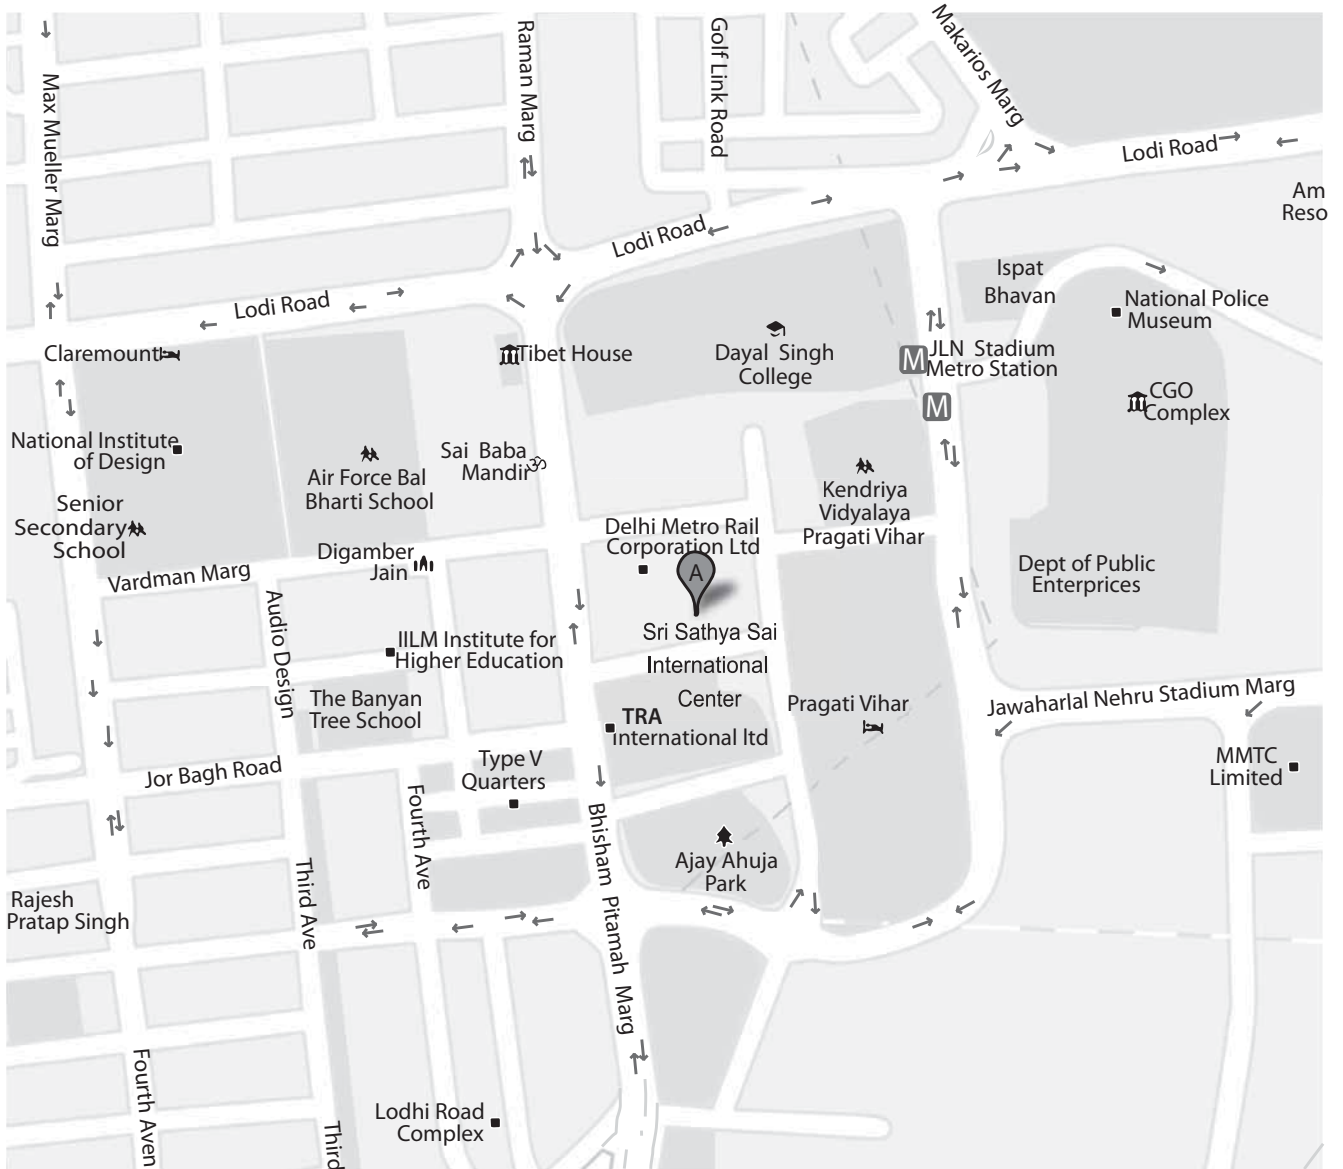 Max Mueller Marg
Raman Marg
Golf Link Road
Makarios Marg
Lodi Road
Am
Reso
Lodi Road
Lodi Road
Ispat
Bhavan
National Police
Museum
Claremount
Tibet House
Dayal Singh
College
M
JLN Stadium
Metro Station
M
CGO
Complex
National Institute
of Design
Air Force Bal
Bharti School
Sai Baba
Mandir
ॐ
Kendriya
Vidyalaya
Pragati Vihar
Senior
Secondary
School
Digamber
Jain
Delhi Metro Rail
Corporation Ltd
A
Vardman Marg
Dept of Public
Enterprices
Audio Design
IILM Institute for
Higher Education
Sri Sathya Sai
International
Center
The Banyan
Tree School
TRA
international ltd
Pragati Vihar
Jawaharlal Nehru Stadium Marg
Jor Bagh Road
Type V
Quarters
MMTC
Limited
Fourth Ave
Bhisham Pitamah Marg
Ajay Ahuja
Park
Third Ave
Rajesh
Pratap Singh
Fourth Aven
Third
Lodhi Road
Complex